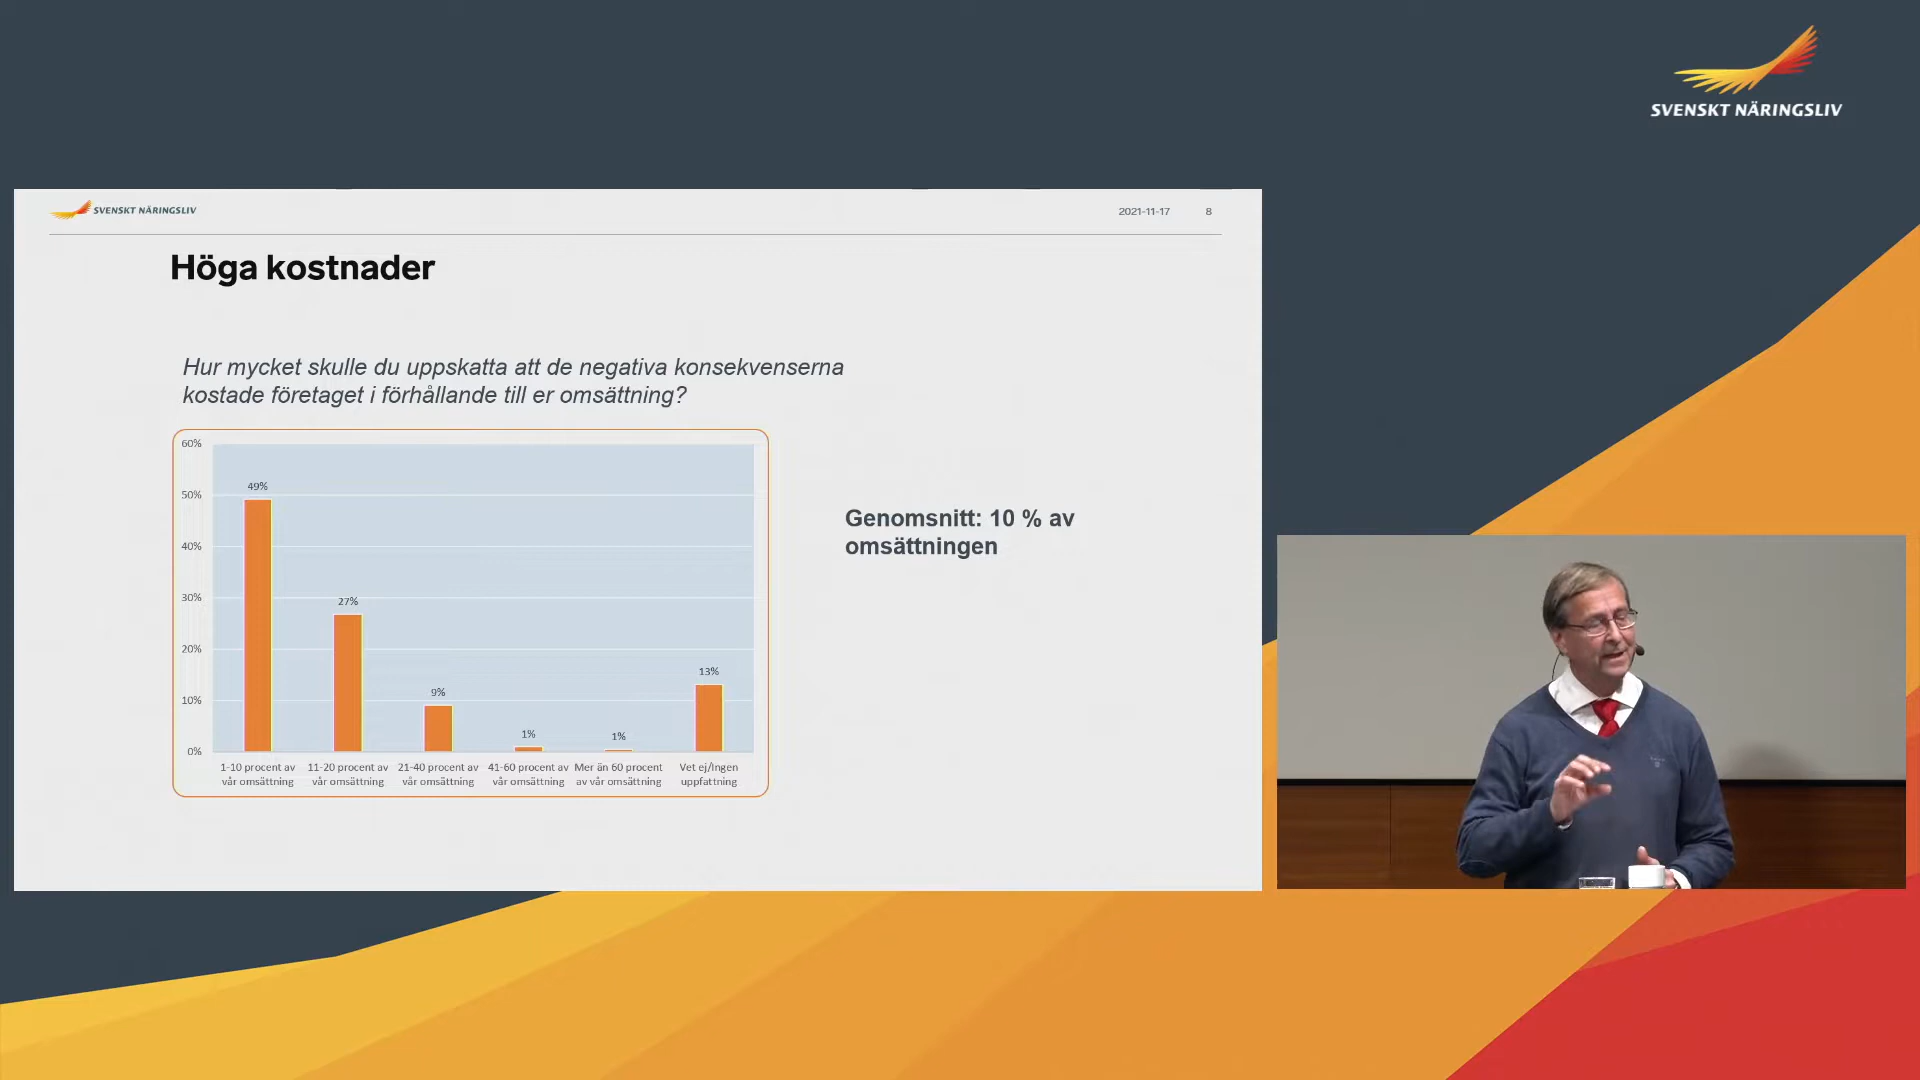 SVENSKT NÄRINGSLIV
SVENSKT NÄRINGSLIV
2021-11-17
8
Höga kostnader
Hur mycket skulle du uppskatta att de negativa konsekvenserna
kostade företaget i förhållande till er omsättning?
60%
50%
40%
30%
20%
10%
0%
49%
27%
9%
1%
1%
13%
1-10 procent av
vår omsättning
11-20 procent av
vår omsättning
21-40 procent av
vår omsättning
41-60 procent av
vår omsättning
Mer än 60 procent
av vår omsättning
Vet ej/Ingen
uppfattning
Genomsnitt: 10 % av
omsättningen